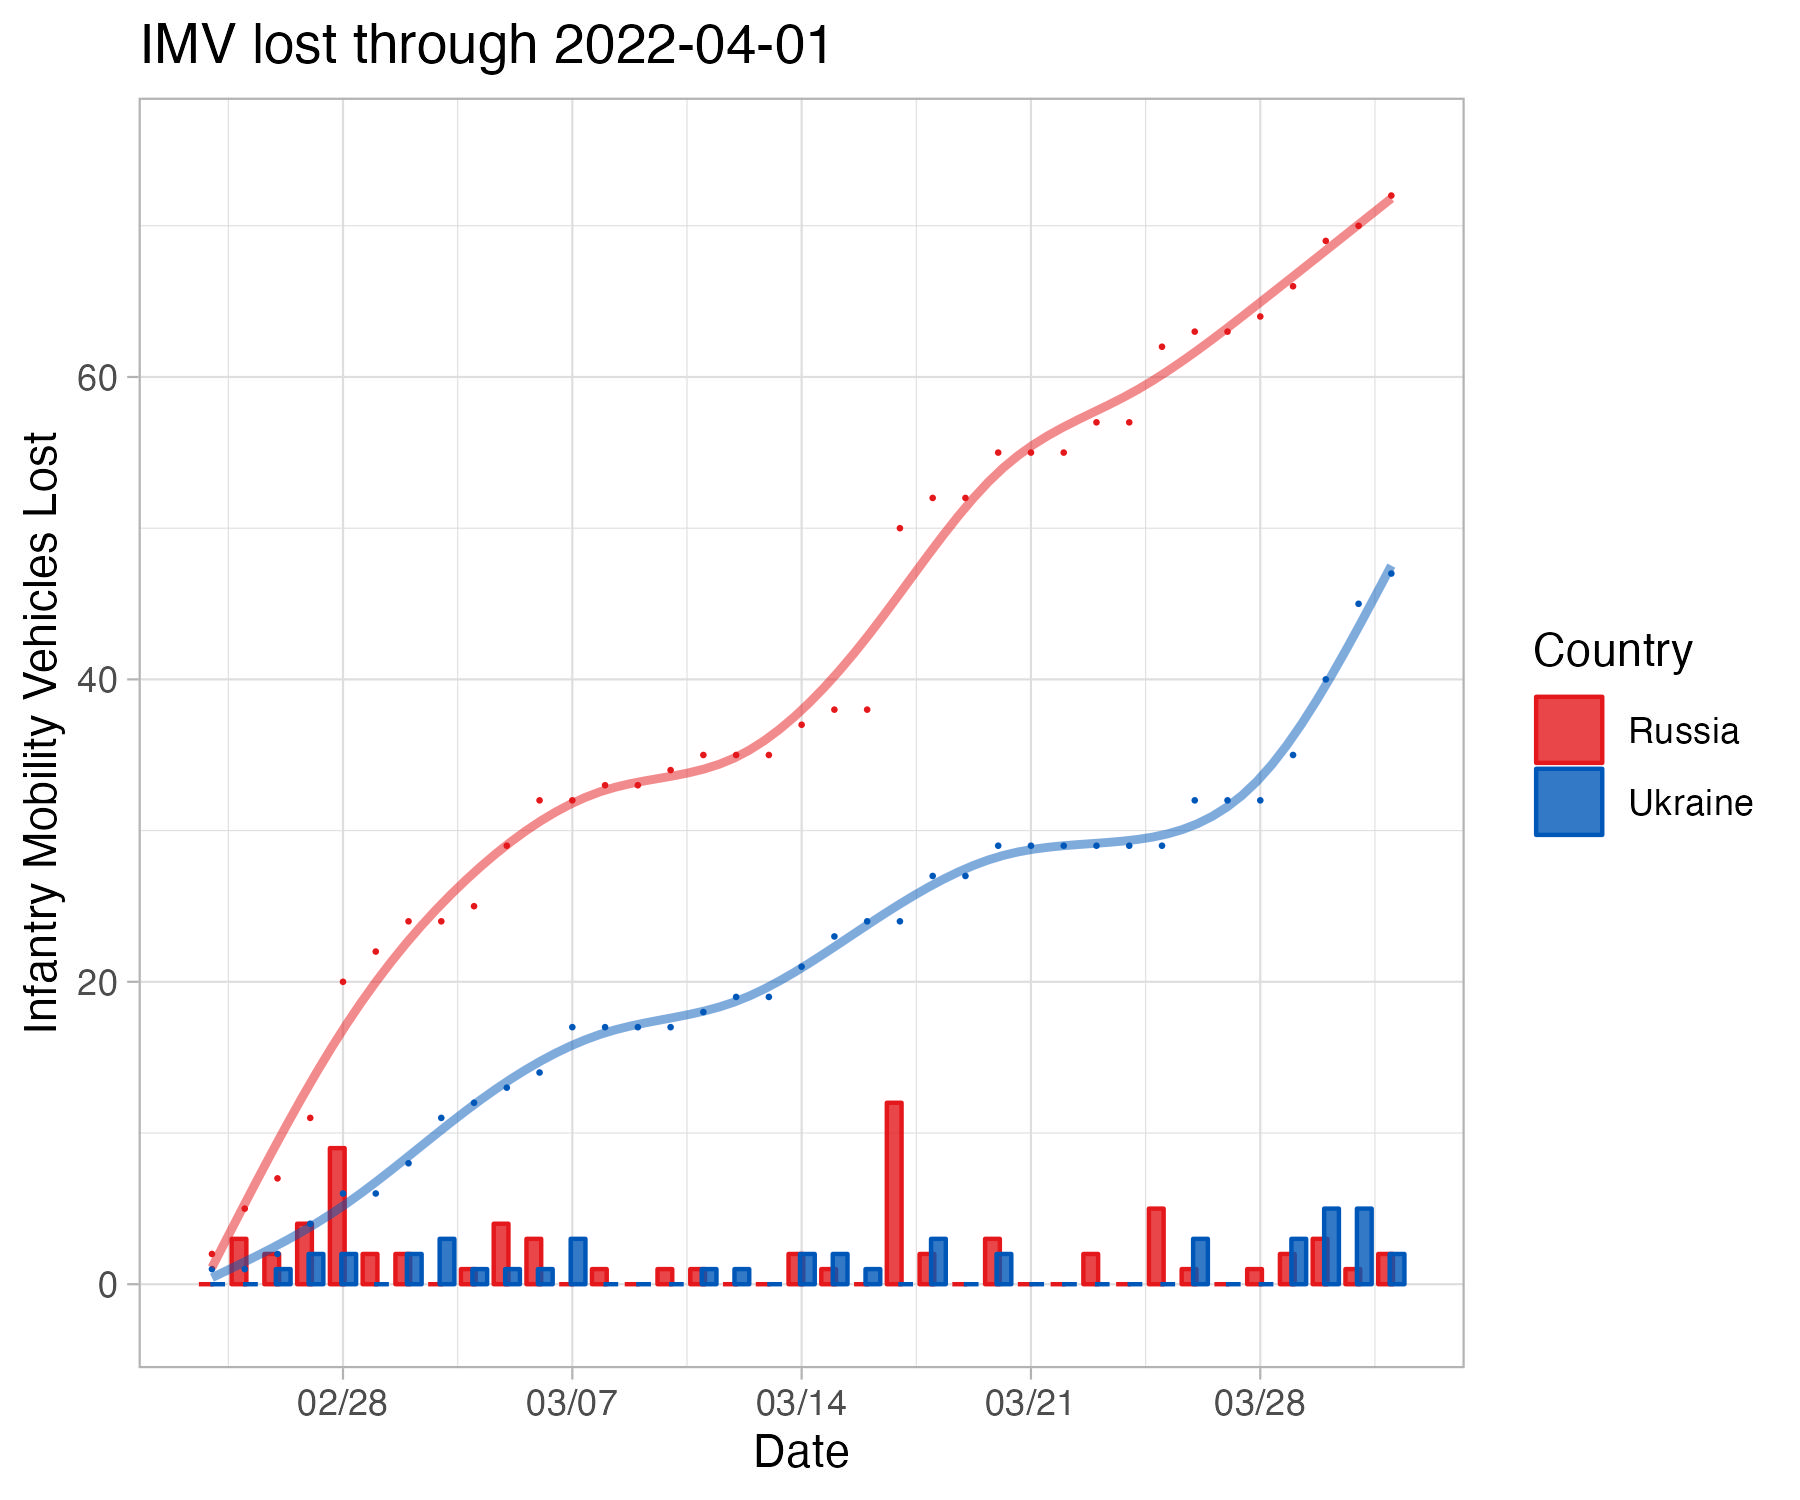 IMV lost through 2022-04-01
Infantry Mobility Vehicles Lost
60
40
20
0
02/28
03/07
03/14
03/21
03/28
Date
Country
Russia
Ukraine